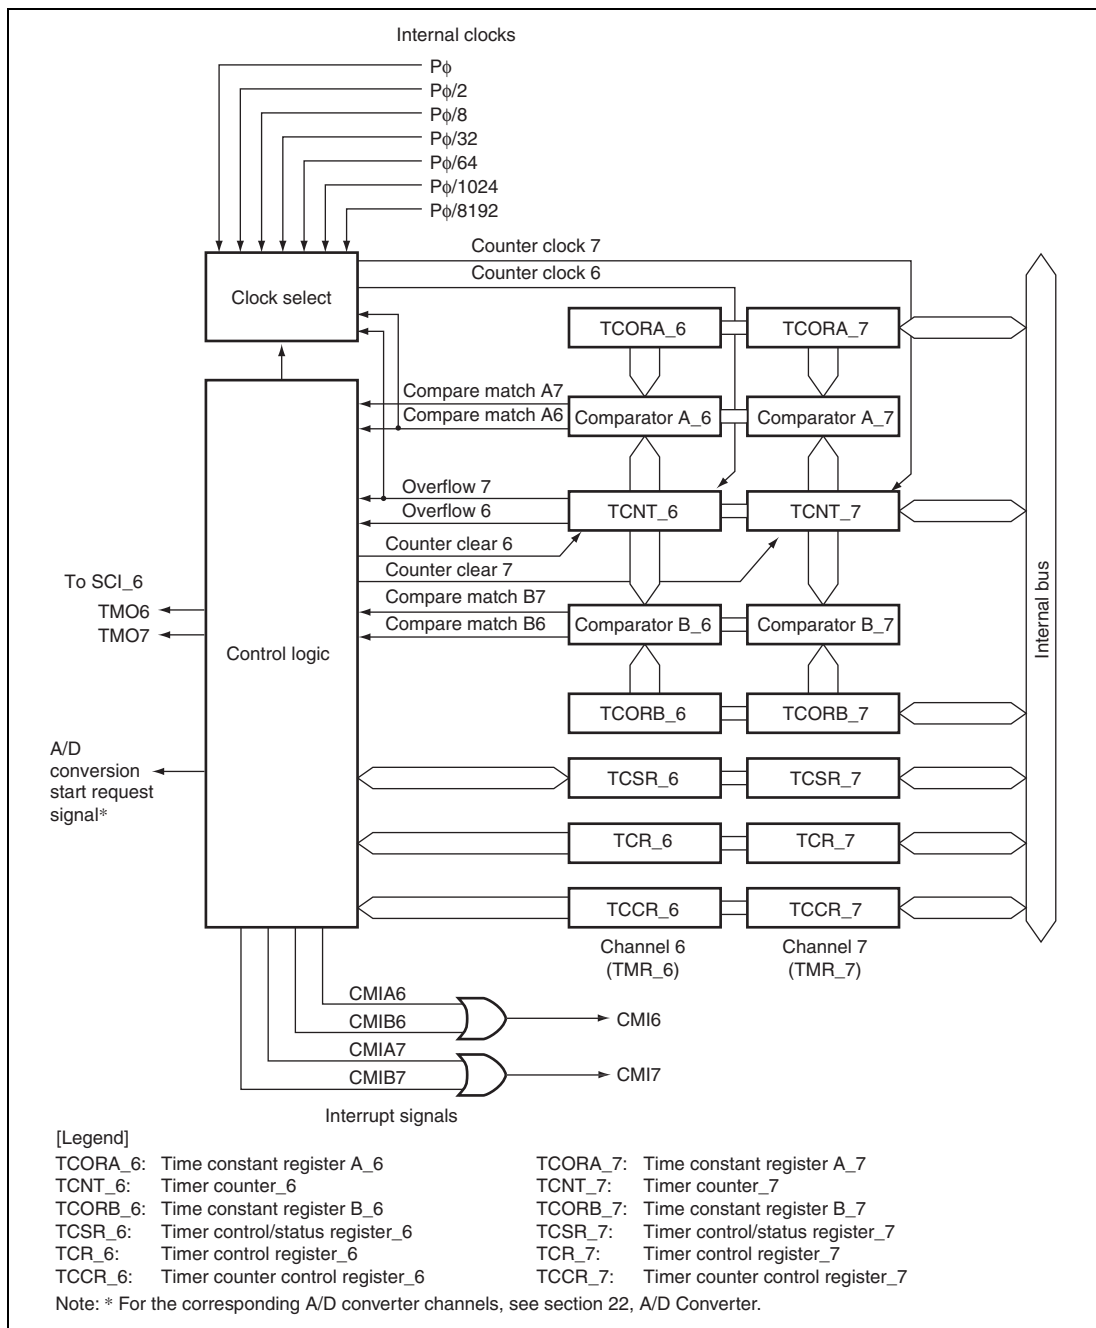 Internal clocks
Pϕ
Pϕ/2
Pϕ/8
Pϕ/32
Pϕ/64
Pϕ/1024
Pϕ/8192
Counter clock 7
Counter clock 6
Clock select
TCORA_6
TCORA_7
Compare match A7
Compare match A6
Comparator A_6
Comparator A_7
Overflow 7
Overflow 6
TCNT_6
TCNT_7
Counter clear 6
Counter clear 7
To SCI_6
TMO6
TMO7
Compare match B7
Compare match B6
Comparator B_6
Comparator B_7
Control logic
Internal bus
TCORB_6
TCORB_7
A/D
conversion
start request
signal*
TCSR_6
TCSR_7
TCR_6
TCR_7
TCCR_6
TCCR_7
Channel 6
(TMR_6)
Channel 7
(TMR_7)
CMIA6
CMIB6
CMI6
CMIA7
CMIB7
CMI7
Interrupt signals
[Legend]
TCORA_6: Time constant register A_6
TCNT_6: Timer counter_6
TCORB_6: Time constant register B_6
TCSR_6: Timer control/status register_6
TCR_6: Timer control register_6
TCCR_6: Timer counter control register_6
TCORA_7: Time constant register A_7
TCNT_7: Timer counter_7
TCORB_7: Time constant register B_7
TCSR_7: Timer control/status register_7
TCR_7: Timer control register_7
TCCR_7: Timer counter control register_7
Note: * For the corresponding A/D converter channels, see section 22, A/D Converter.